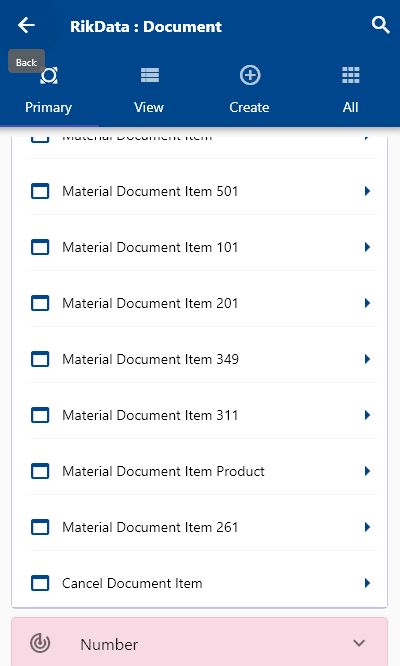 RikData : Document
Back
Primary
View
Create
All
Material Document Item
Material Document Item 501
Material Document Item 101
Material Document Item 201
Material Document Item 349
Material Document Item 311
Material Document Item Product
Material Document Item 261
Cancel Document Item
Number